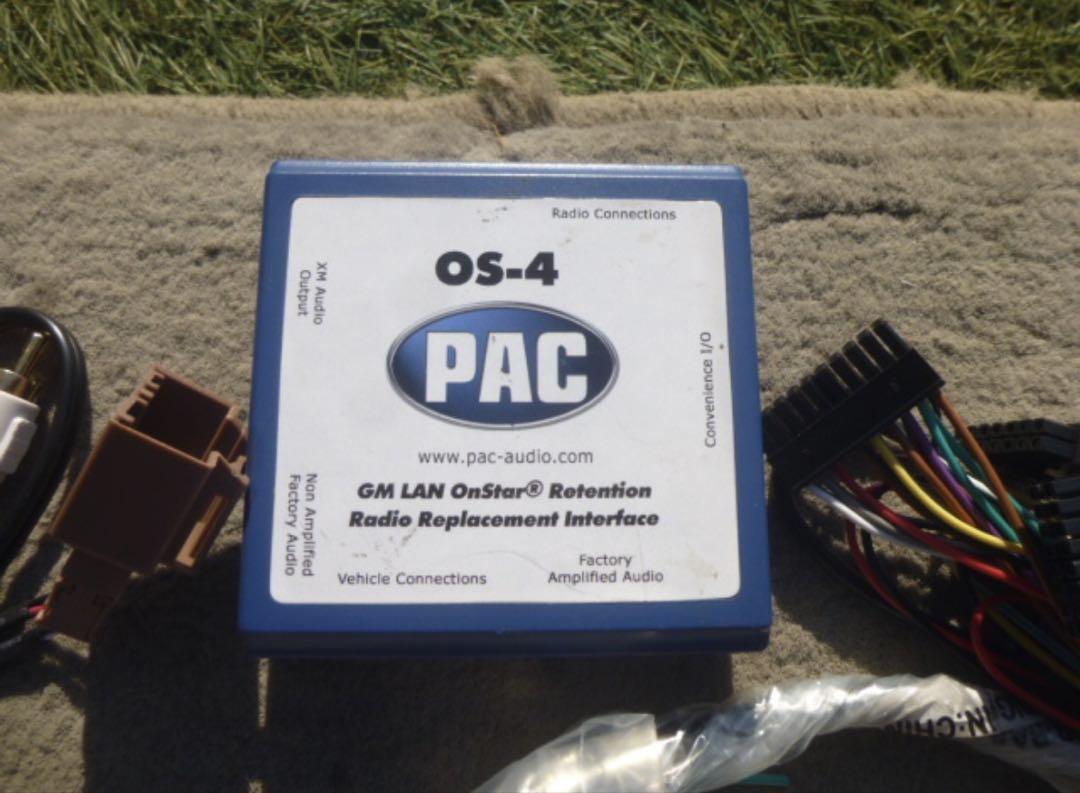 Radio Connections
OS-4
XM Audio
Output
PAC
Convenience I/O
www.pac-audio.com
GM LAN OnStar® Retention
Radio Replacement Interface
Non Amplified
Factory Audio
Vehicle Connections
Factory
Amplified Audio